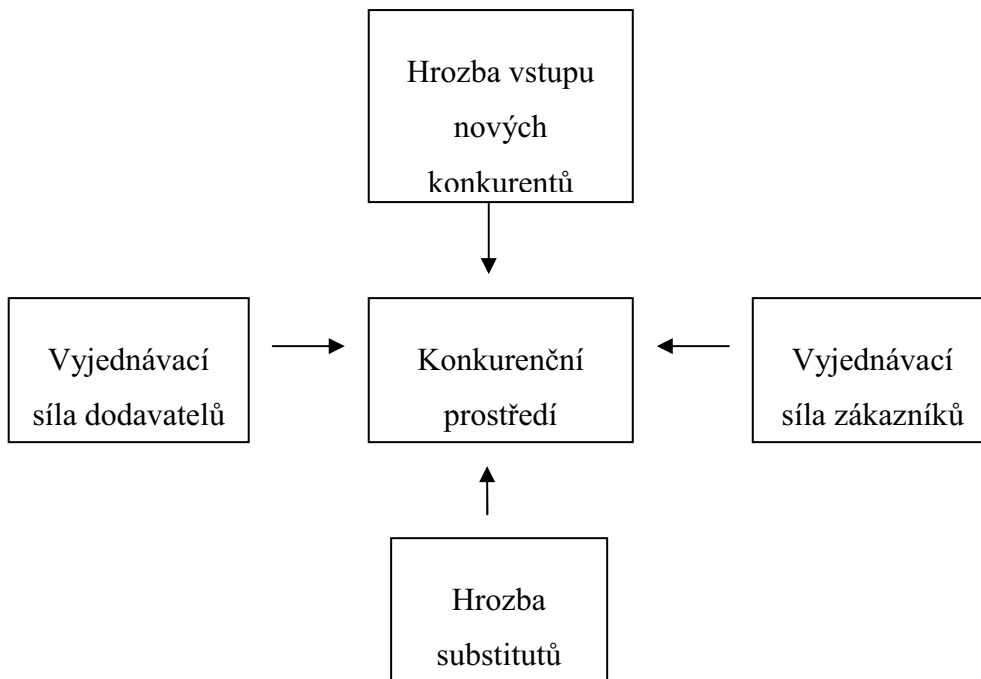 Hrozba vstupu
nových
konkurentů
Vyjednávací
síla dodavatelů
Konkurenční
prostředí
Vyjednávací
síla zákazníků
Hrozba
substitutů